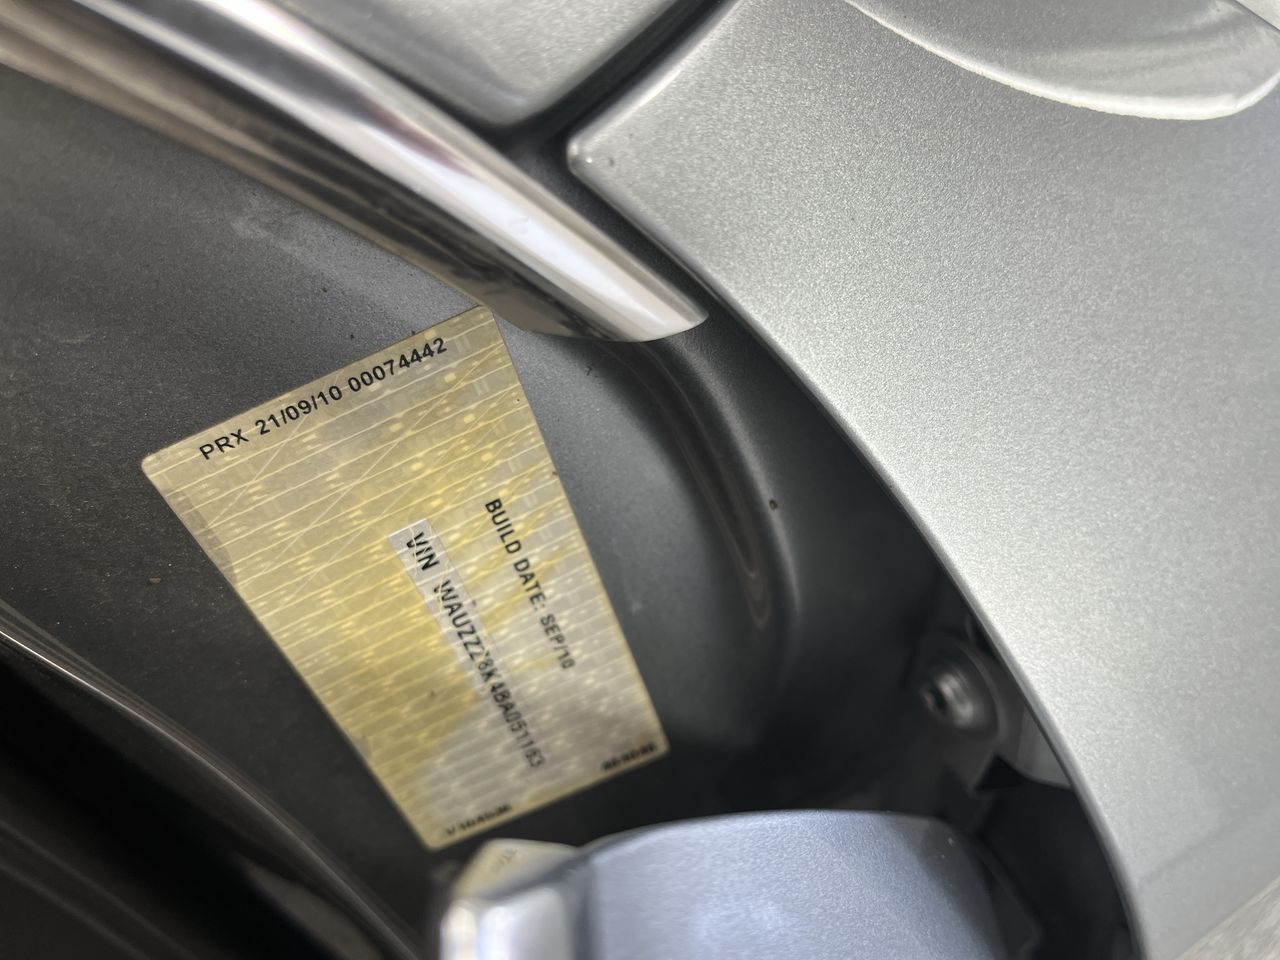 PRX 21/09/10 00074442
BUILD DATE: SEP/10
VIN WAUZZZ8K4BA051163